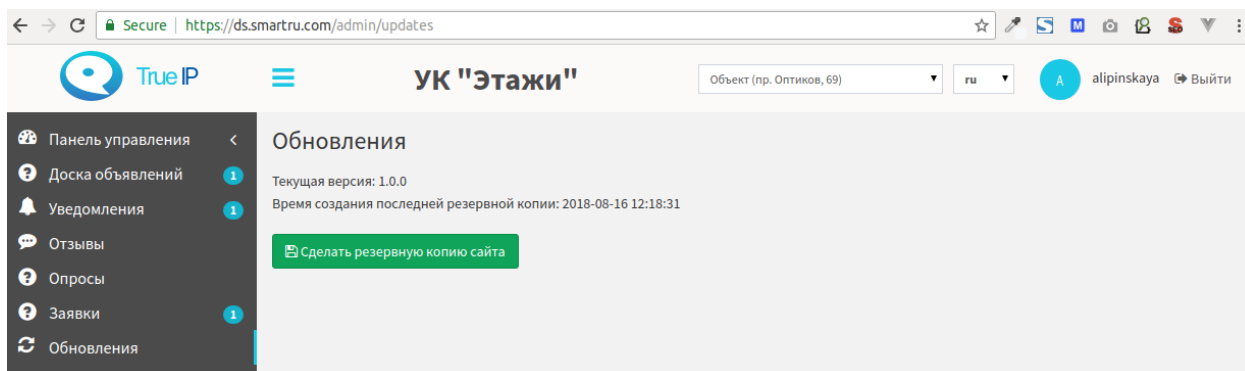 Secure | https://ds.smartru.com/admin/updates
True IP
УК "Этажи"
Объект (пр. Оптиков, 69)
ru
A
alipinskaya
Выйти
Панель управления
Доска объявлений 1
Уведомления 1
Отзывы
Опросы
Заявки 1
Обновления
Обновления
Текущая версия: 1.0.0
Время создания последней резервной копии: 2018-08-16 12:18:31
Сделать резервную копию сайта